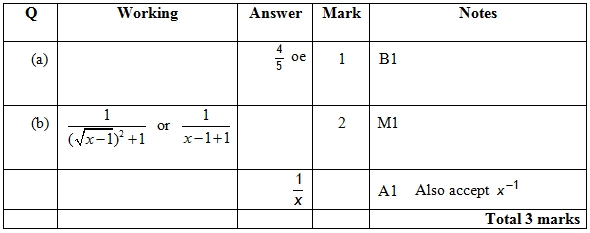 Q Working Answer Mark Notes
(a) 4/5 oe 1 B1
(b) 1/((√x−1)²+1) or 1/(x−1+1) 2 M1
1/x A1 Also accept x⁻¹
Total 3 marks